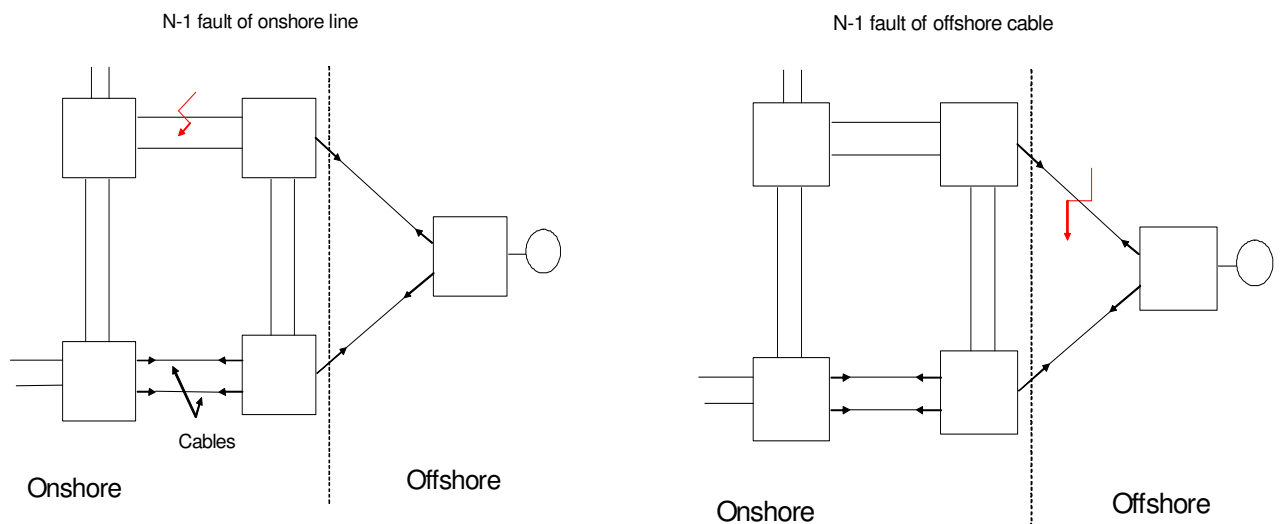 N-1 fault of onshore line
Cables
Onshore
Offshore
N-1 fault of offshore cable
Onshore
Offshore